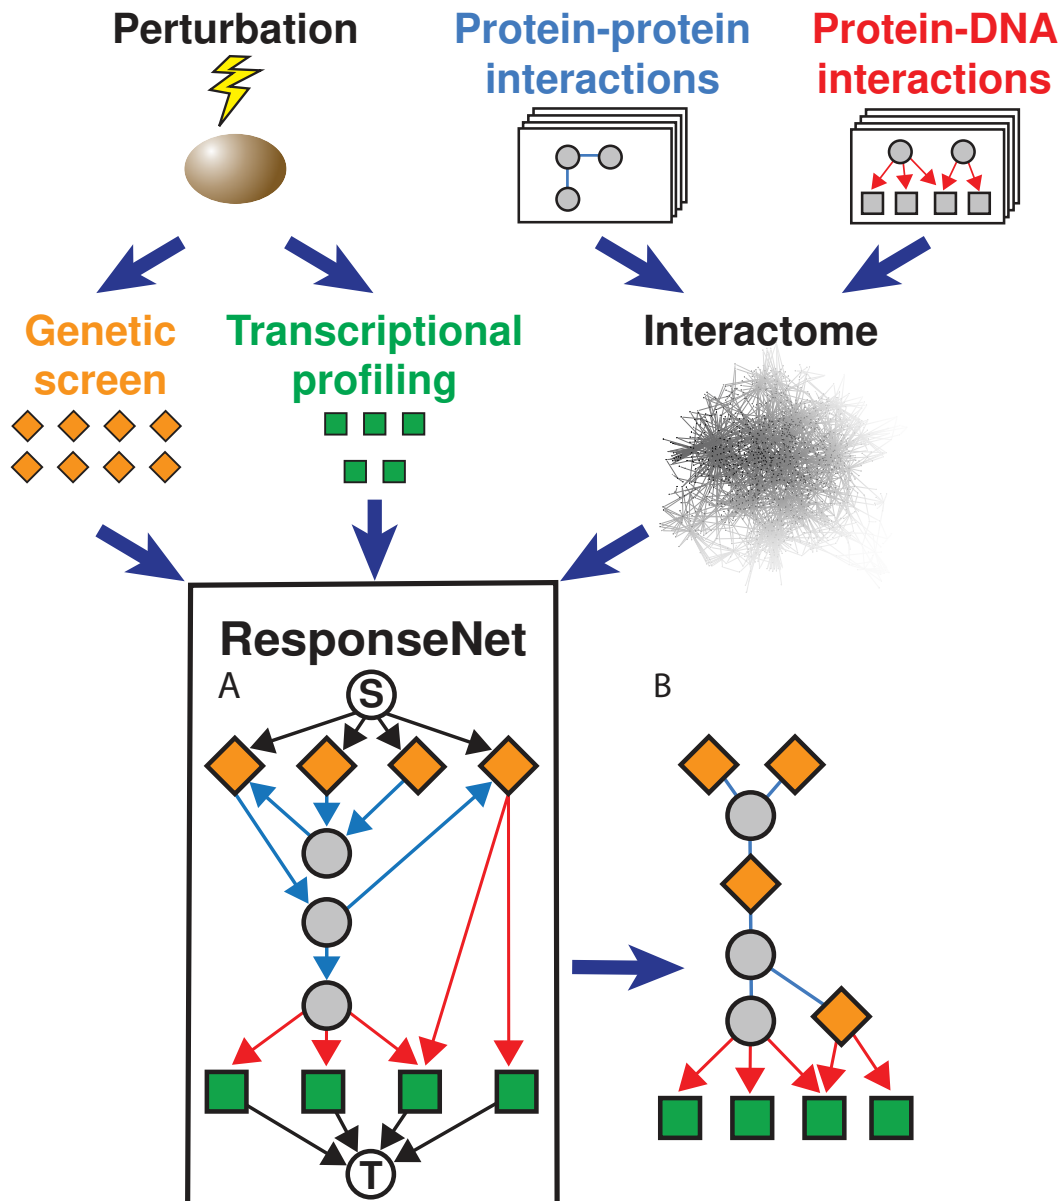 Perturbation
Protein-protein
interactions
Protein-DNA
interactions
Genetic
screen
Transcriptional
profiling
Interactome
ResponseNet
A
B
S
T